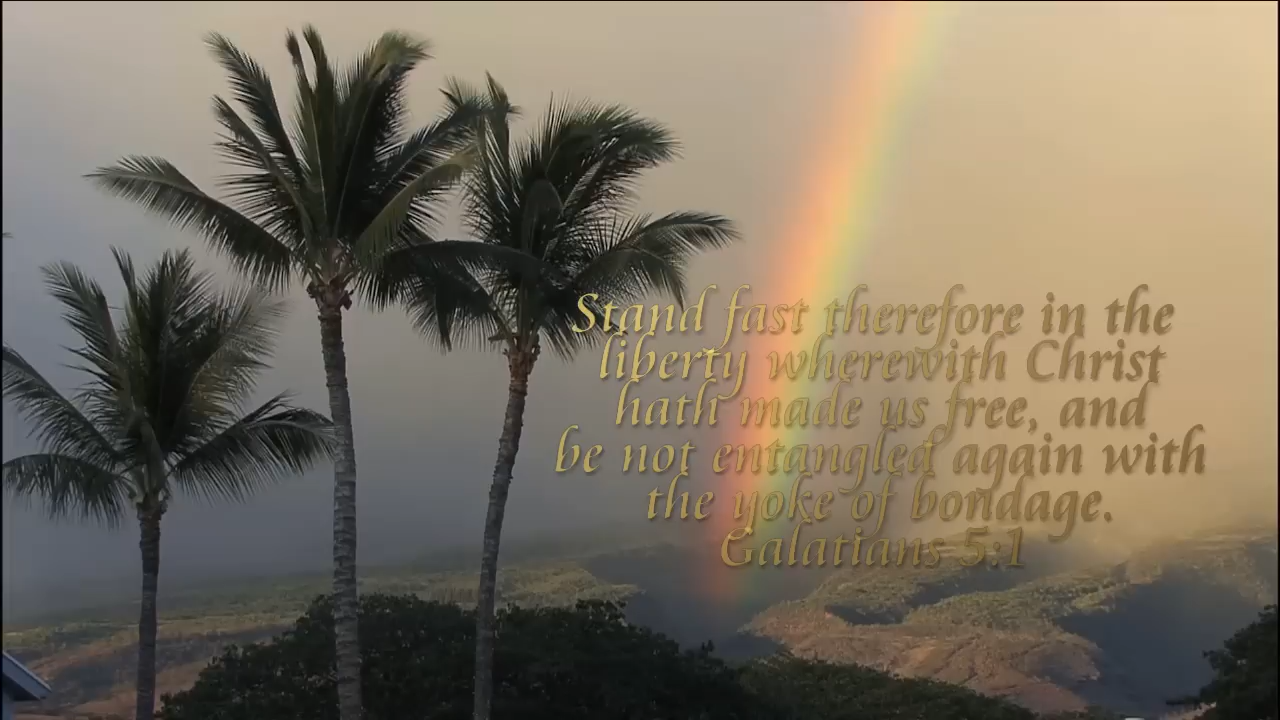 Stand fast therefore in the
liberty wherewith Christ
hath made us free, and
be not entangled again with
the yoke of bondage.
Galatians 5:1